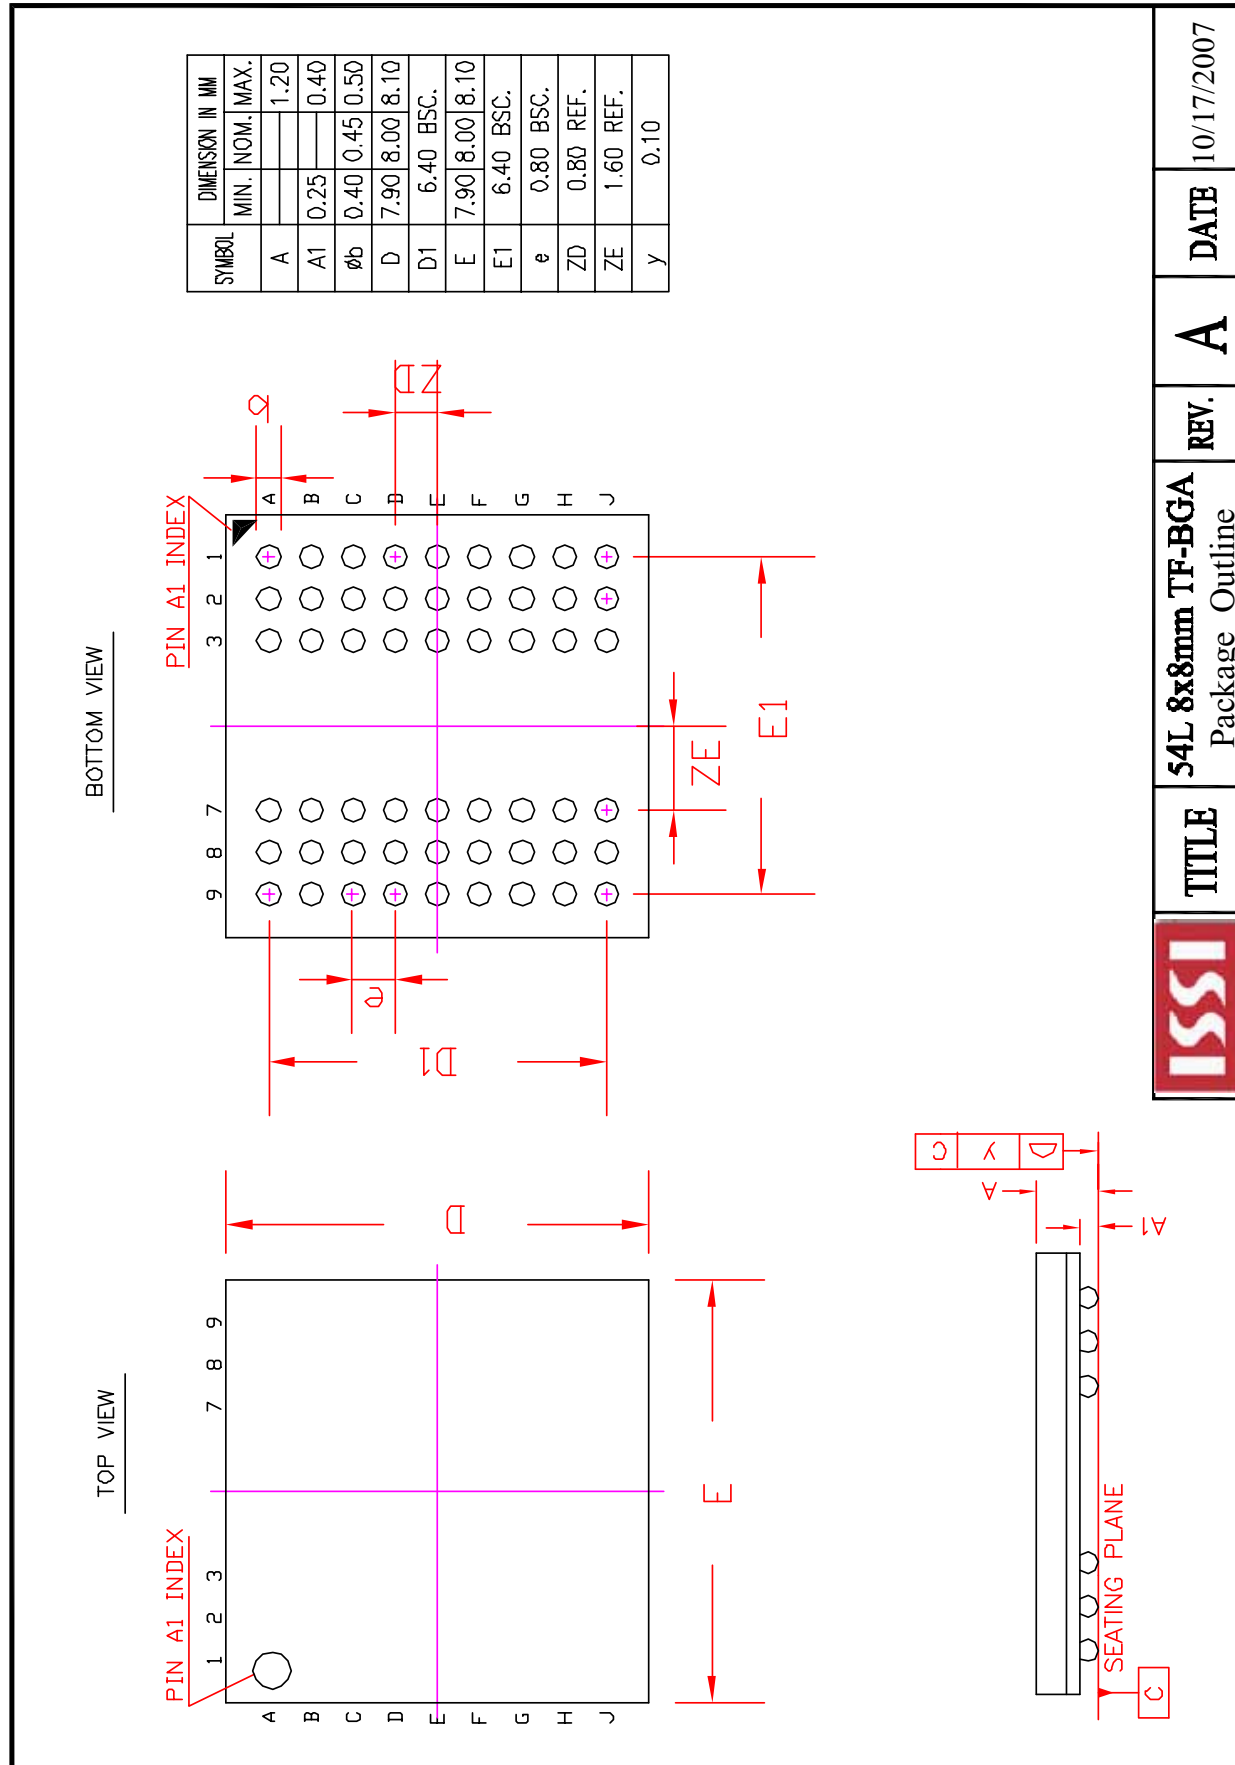 TOP VIEW
PIN A1 INDEX
1 2 3 7 8 9
A
B
C
D
E
F
G
H
J
D
E
BOTTOM VIEW
PIN A1 INDEX
9 8 7 3 2 1
A
B
C
D
E
F
G
H
J
b
ZD
e
D1
ZE
E1
SYMBOL DIMENSION IN MM
MIN. NOM. MAX.
A 1.20
A1 0.25 0.40
øb 0.40 0.45 0.50
D 7.90 8.00 8.10
D1 6.40 BSC.
E 7.90 8.00 8.10
E1 6.40 BSC.
e 0.80 BSC.
ZD 0.80 REF.
ZE 1.60 REF.
y 0.10
C y
A
A1
SEATING PLANE
C
ISSI
TITLE
54L 8x8mm TF-BGA
Package Outline
REV.
A
DATE
10/17/2007